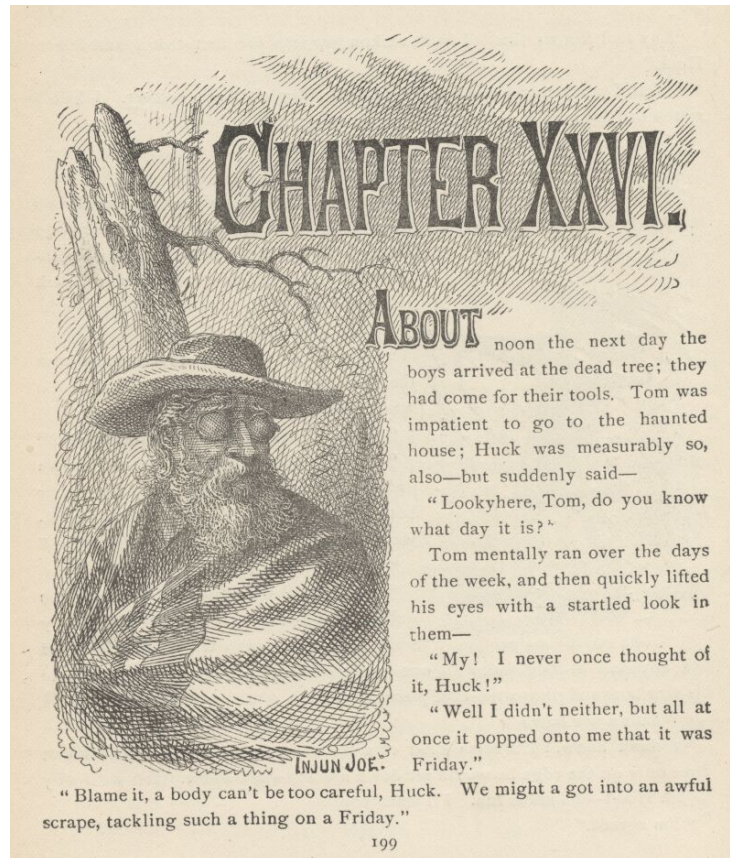 CHAPTER XXVI.
ABOUT noon the next day the
boys arrived at the dead tree; they
had come for their tools. Tom was
impatient to go to the haunted
house; Huck was measurably so,
also—but suddenly said—
“Lookyhere, Tom, do you know
what day it is?”
Tom mentally ran over the days
of the week, and then quickly lifted
his eyes with a startled look in
them—
“My! I never once thought of
it, Huck!”
“Well I didn't neither, but all at
once it popped onto me that it was
Friday.”
INJUN JOE.
“Blame it, a body can't be too careful, Huck. We might a got into an awful
scrape, tackling such a thing on a Friday.”
199